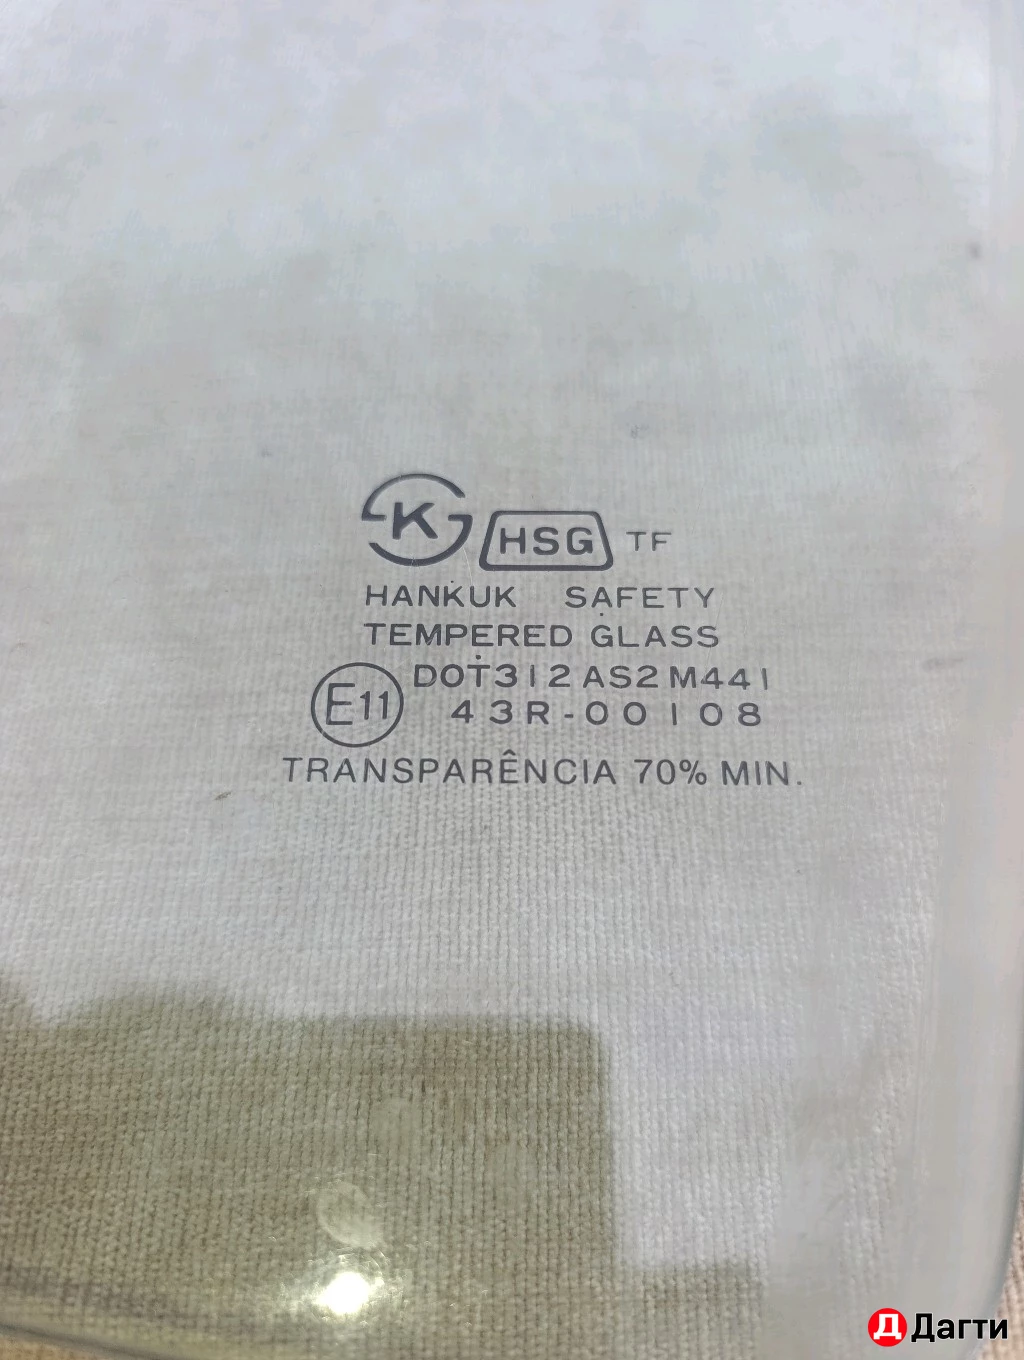 K HSG TF
HANKUK SAFETY
TEMPERED GLASS
DOT312 AS2 M441
E11 43R-00108
TRANSPARÊNCIA 70% MIN.
Д Дагти